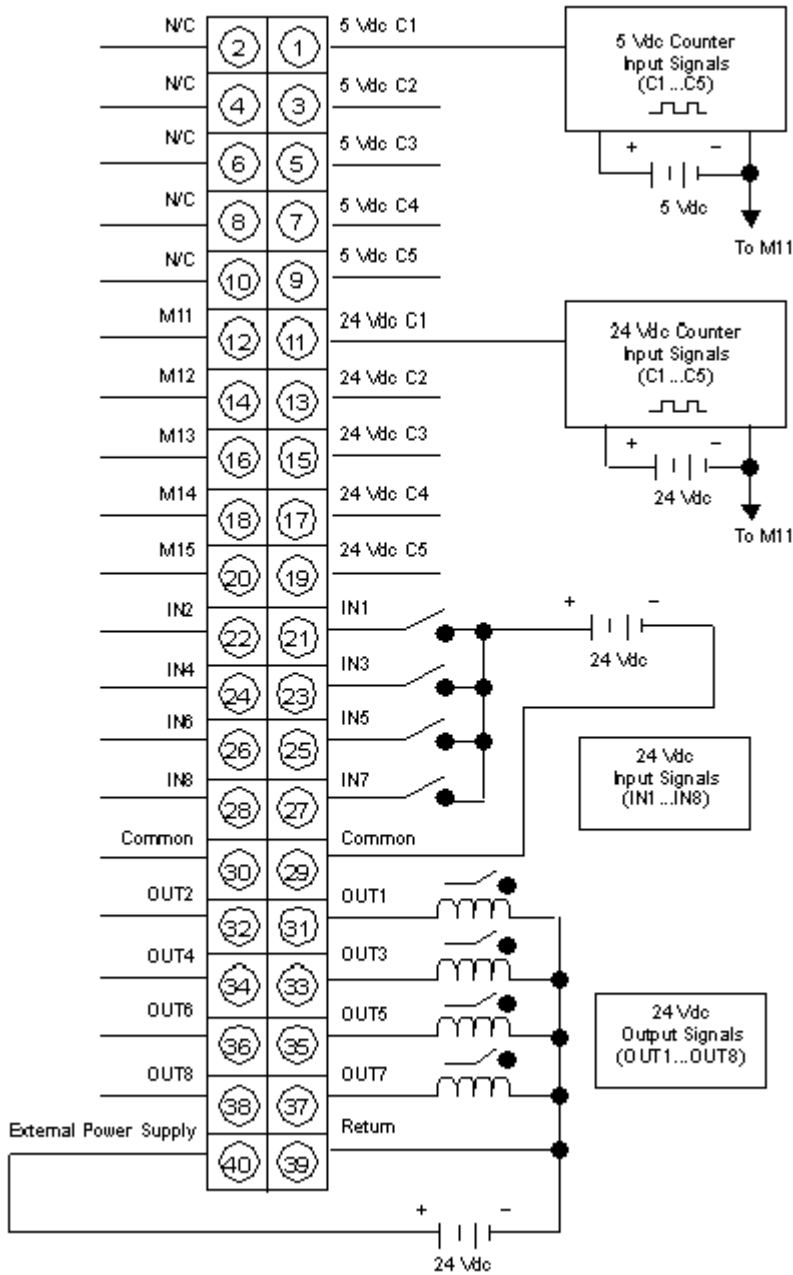 N/C 2 1 5 Vdc C1
N/C 4 3 5 Vdc C2
N/C 6 5 5 Vdc C3
N/C 8 7 5 Vdc C4
N/C 10 9 5 Vdc C5
M11 12 11 24 Vdc C1
M12 14 13 24 Vdc C2
M13 16 15 24 Vdc C3
M14 18 17 24 Vdc C4
M15 20 19 24 Vdc C5
IN2 22 21 IN1
IN4 24 23 IN3
IN6 26 25 IN5
IN8 28 27 IN7
Common 30 29 Common
OUT2 32 31 OUT1
OUT4 34 33 OUT3
OUT6 36 35 OUT5
OUT8 38 37 OUT7
External Power Supply 40 39 Return
5 Vdc Counter
Input Signals
(C1...C5)
+ -
5 Vdc
To M11
24 Vdc Counter
Input Signals
(C1...C5)
+ -
24 Vdc
To M11
+ -
24 Vdc
24 Vdc
Input Signals
(IN1...IN8)
24 Vdc
Output Signals
(OUT1...OUT8)
+ -
24 Vdc